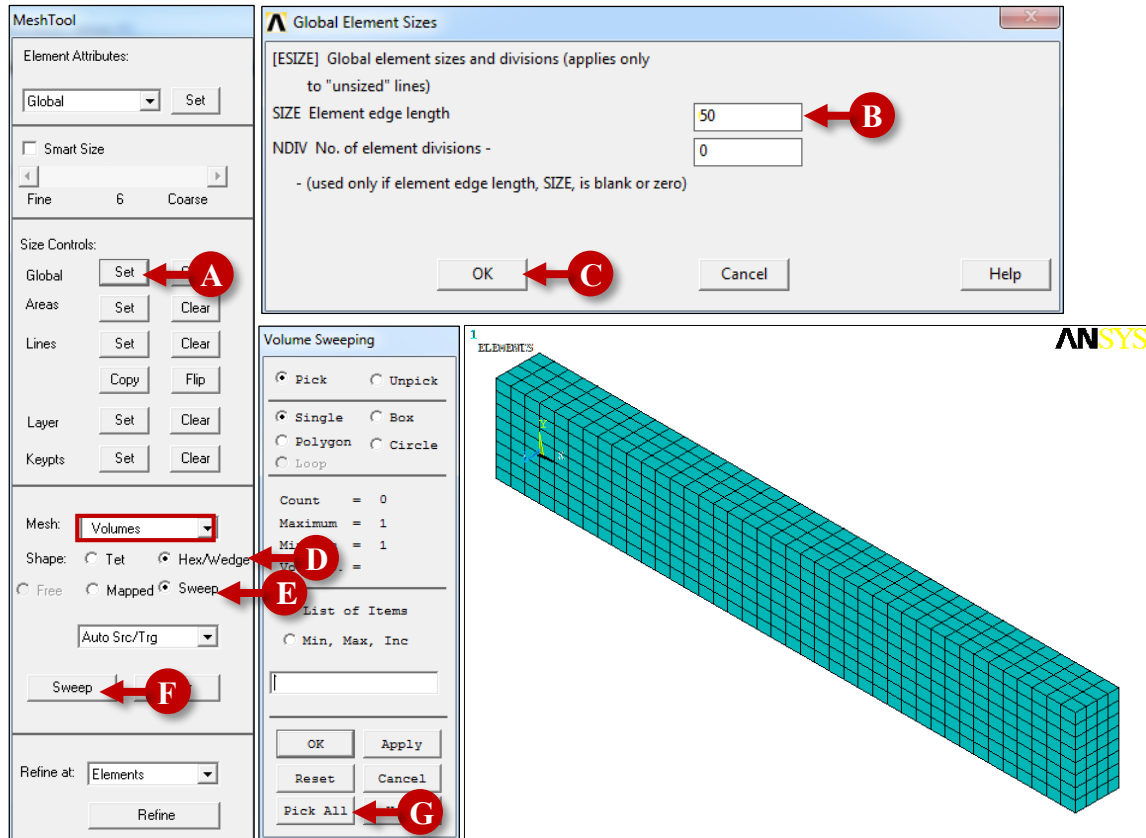 MeshTool
Element Attributes:
Global Set
Smart Size
Fine 6 Coarse
Size Controls:
Global Set A
Areas Set Clear
Lines Set Clear
Copy Flip
Layer Set Clear
Keypts Set Clear
Mesh: Volumes
Shape: Tet Hex/Wedge D
Free Mapped Sweep E
Auto Src/Trg
Sweep F
Refine at: Elements
Refine
Global Element Sizes
[ESIZE] Global element sizes and divisions (applies only
to "unsized" lines)
SIZE Element edge length 50 B
NDIV No. of element divisions - 0
- (used only if element edge length, SIZE, is blank or zero)
OK C Cancel Help
Volume Sweeping
Pick Unpick
Single Box
Polygon Circle
Loop
Count = 0
Maximum = 1
= 1
=
List of Items
Min, Max, Inc
OK Apply
Reset Cancel
Pick All G
1
ELEMENTS
ANSYS
Y